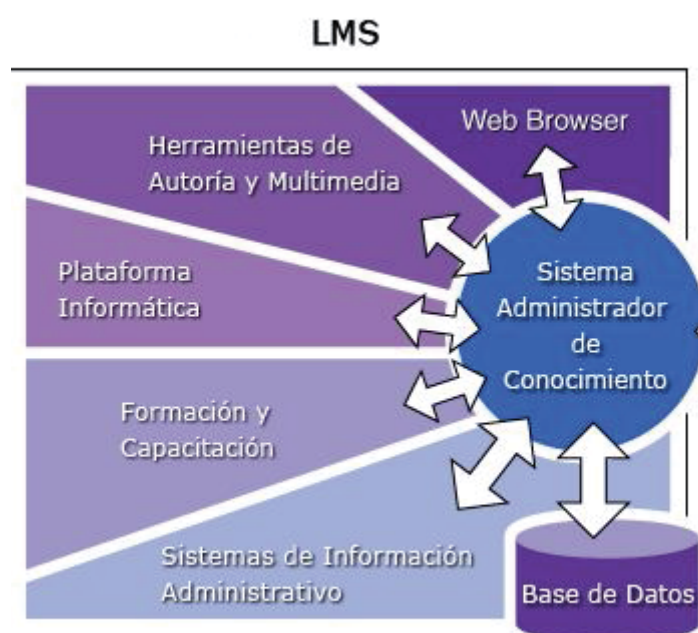 LMS
Web Browser
Herramientas de
Autoría y Multimedia
Plataforma
Informática
Sistema
Administrador
de
Conocimiento
Formación y
Capacitación
Sistemas de Información
Administrativo
Base de Datos